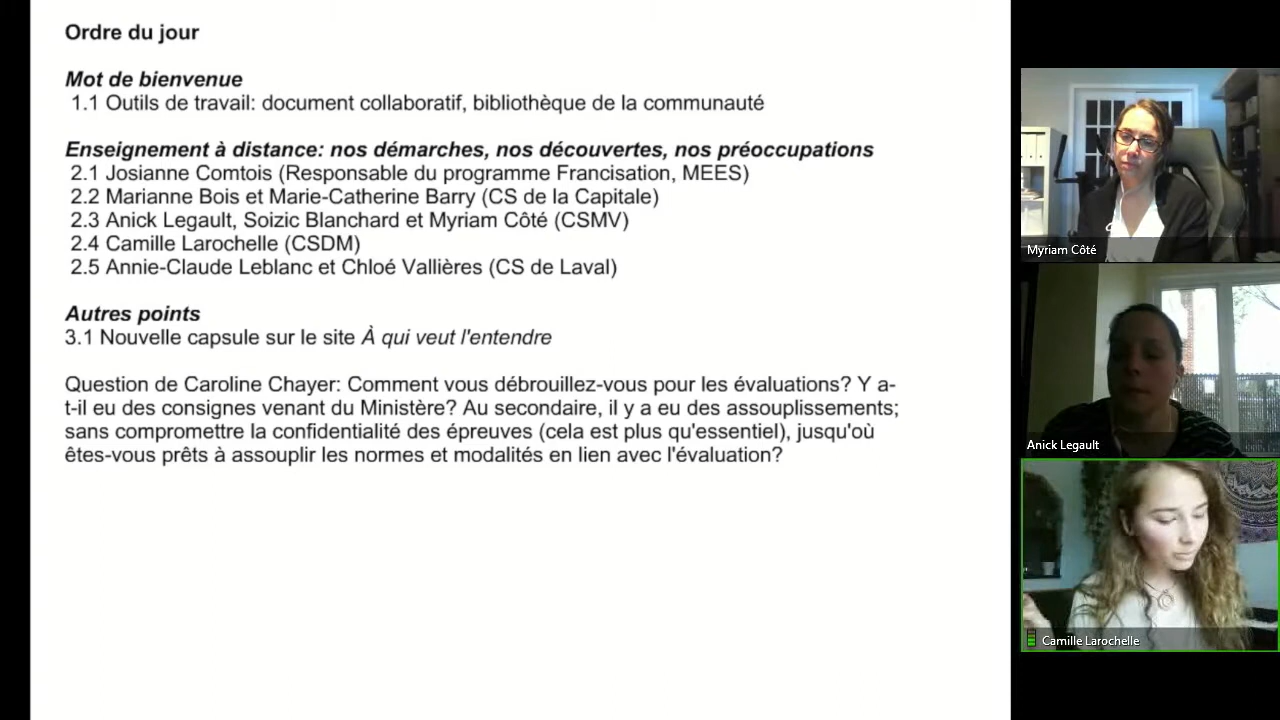 Ordre du jour
Mot de bienvenue
1.1 Outils de travail: document collaboratif, bibliothèque de la communauté
Enseignement à distance: nos démarches, nos découvertes, nos préoccupations
2.1 Josianne Comtois (Responsable du programme Francisation, MEES)
2.2 Marianne Bois et Marie-Catherine Barry (CS de la Capitale)
2.3 Anick Legault, Soizic Blanchard et Myriam Côté (CSMV)
2.4 Camille Larochelle (CSDM)
2.5 Annie-Claude Leblanc et Chloé Vallières (CS de Laval)
Autres points
3.1 Nouvelle capsule sur le site À qui veut l'entendre
Question de Caroline Chayer: Comment vous débrouillez-vous pour les évaluations? Y a-
t-il eu des consignes venant du Ministère? Au secondaire, il y a eu des assouplissements;
sans compromettre la confidentialité des épreuves (cela est plus qu'essentiel), jusqu'où
êtes-vous prêts à assouplir les normes et modalités en lien avec l'évaluation?
Myriam Côté
Anick Legault
Camille Larochelle